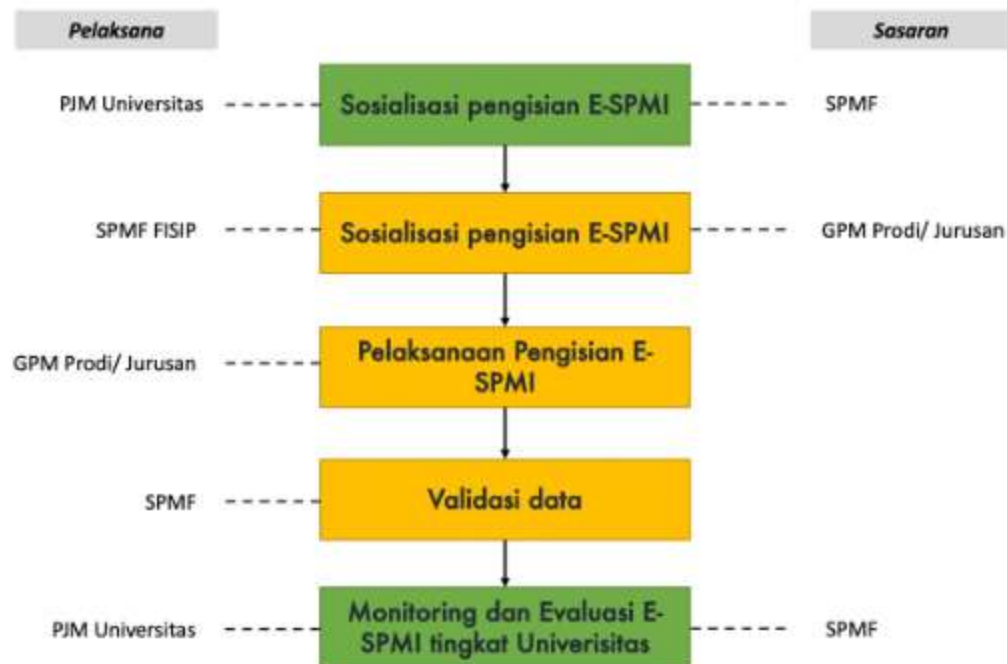 Pelaksana
Sasaran
PJM Universitas
Sosialisasi pengisian E-SPMI
SPMF
SPMF FISIP
Sosialisasi pengisian E-SPMI
GPM Prodi/ Jurusan
GPM Prodi/ Jurusan
Pelaksanaan Pengisian E-
SPMI
SPMF
Validasi data
PJM Universitas
Monitoring dan Evaluasi E-
SPMI tingkat Univerisitas
SPMF